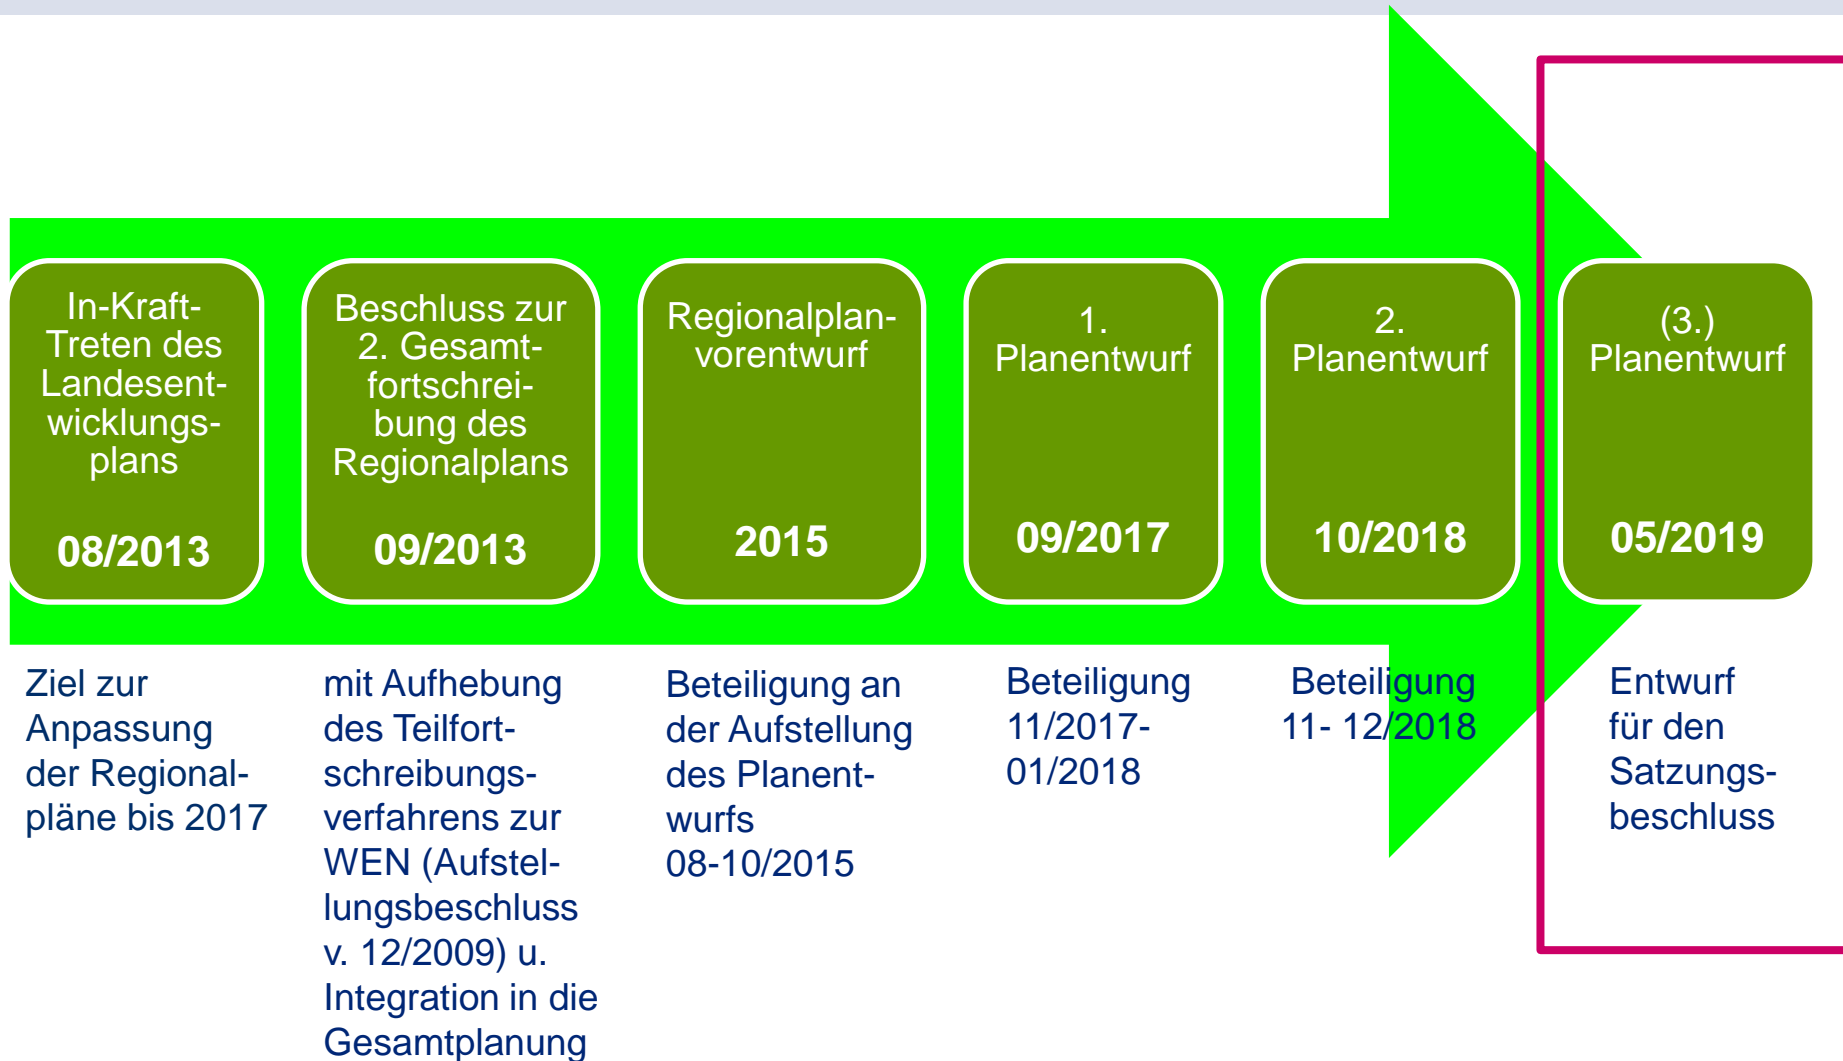 In-Kraft-
Treten des
Landesent-
wicklungs-
plans
08/2013
Beschluss zur
2. Gesamt-
fortschrei-
bung des
Regionalplans
09/2013
Regionalplan-
vorentwurf
2015
1.
Planentwurf
09/2017
2.
Planentwurf
10/2018
(3.)
Planentwurf
05/2019
Ziel zur
Anpassung
der Regional-
pläne bis 2017
mit Aufhebung
des Teilfort-
schreibungs-
verfahrens zur
WEN (Aufstel-
lungsbeschluss
v. 12/2009) u.
Integration in die
Gesamtplanung
Beteiligung an
der Aufstellung
des Planent-
wurfs
08-10/2015
Beteiligung
11/2017-
01/2018
Beteiligung
11- 12/2018
Entwurf
für den
Satzungs-
beschluss